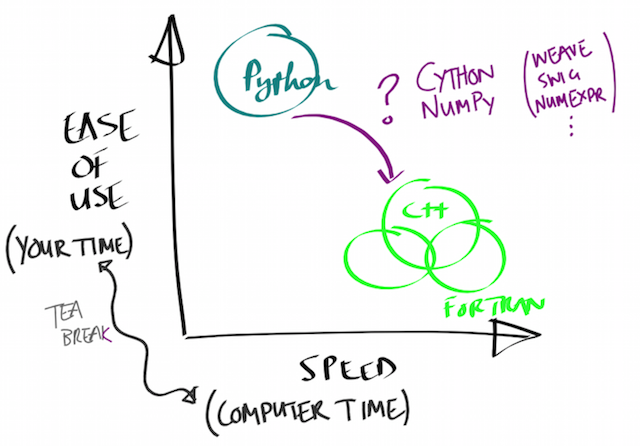 Python
?
CYTHON
NUMPY
(WEAVE
SWIG
NUMEXPR)
⋮
EASE
OF
USE
(YOUR TIME)
C++
FORTRAN
TEA
BREAK
SPEED
(COMPUTER TIME)